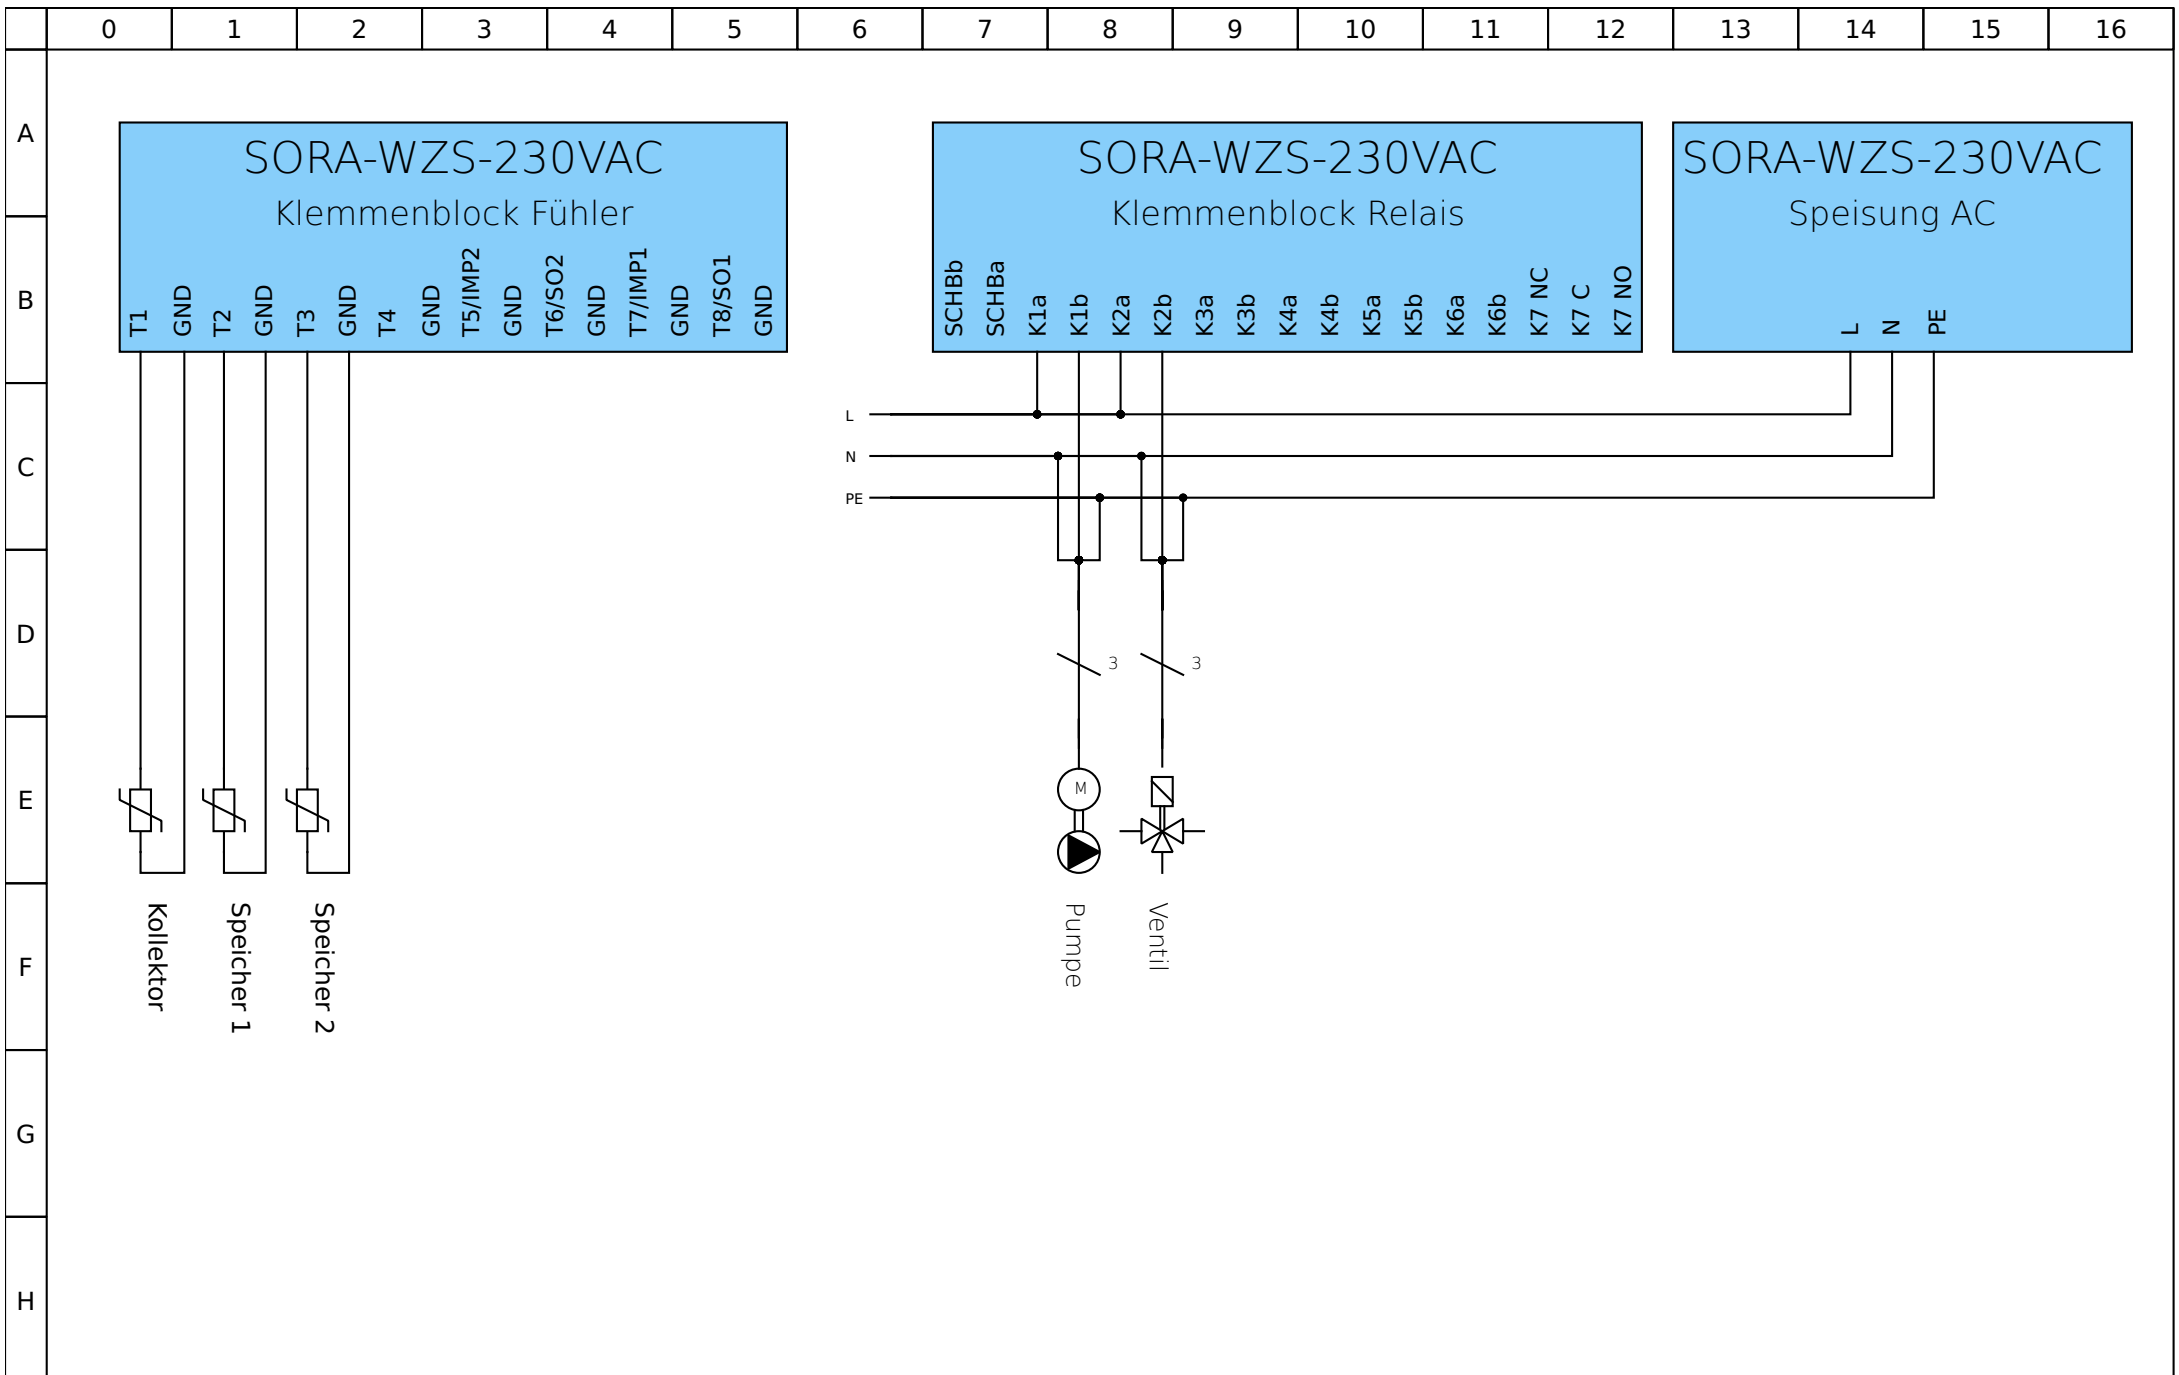 0 1 2 3 4 5 6 7 8 9 10 11 12 13 14 15 16
A
SORA-WZS-230VAC
Klemmenblock Fühler
SORA-WZS-230VAC
Klemmenblock Relais
SORA-WZS-230VAC
Speisung AC
B
T1 GND T2 GND T3 GND T4 GND T5/IMP2 GND T6/SO2 GND T7/IMP1 GND T8/SO1 GND
SCHBb SCHBa K1a K1b K2a K2b K3a K3b K4a K4b K5a K5b K6a K6b K7 NC K7 C K7 NO
L N PE
L
C
N
PE
D
3 3
E
M
F
Kollektor
Speicher 1
Speicher 2
Pumpe
Ventil
G
H